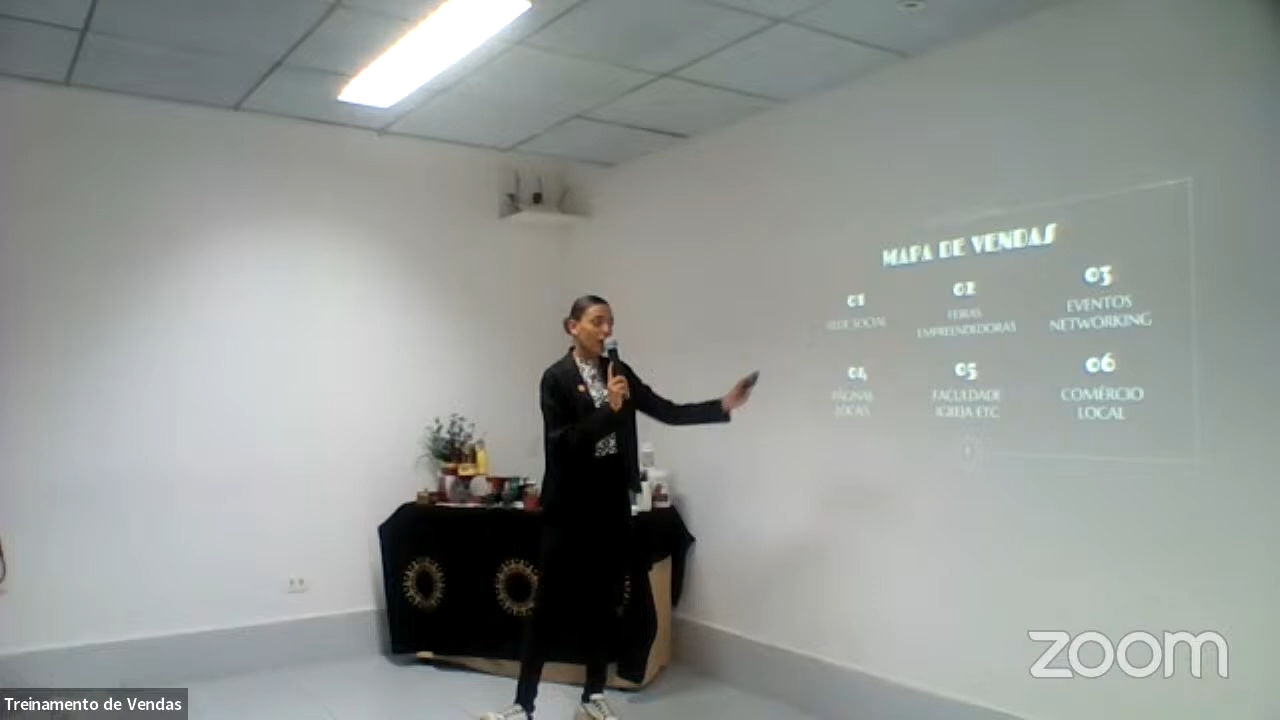 MAPA DE VENDAS
01
REDE SOCIAL
02
FEIRAS
EMPREENDEDORAS
03
EVENTOS
NETWORKING
04
PÁGINAS
LOCAIS
05
FACULDADE
IGREJA ETC
06
COMÉRCIO
LOCAL
zoom
Treinamento de Vendas